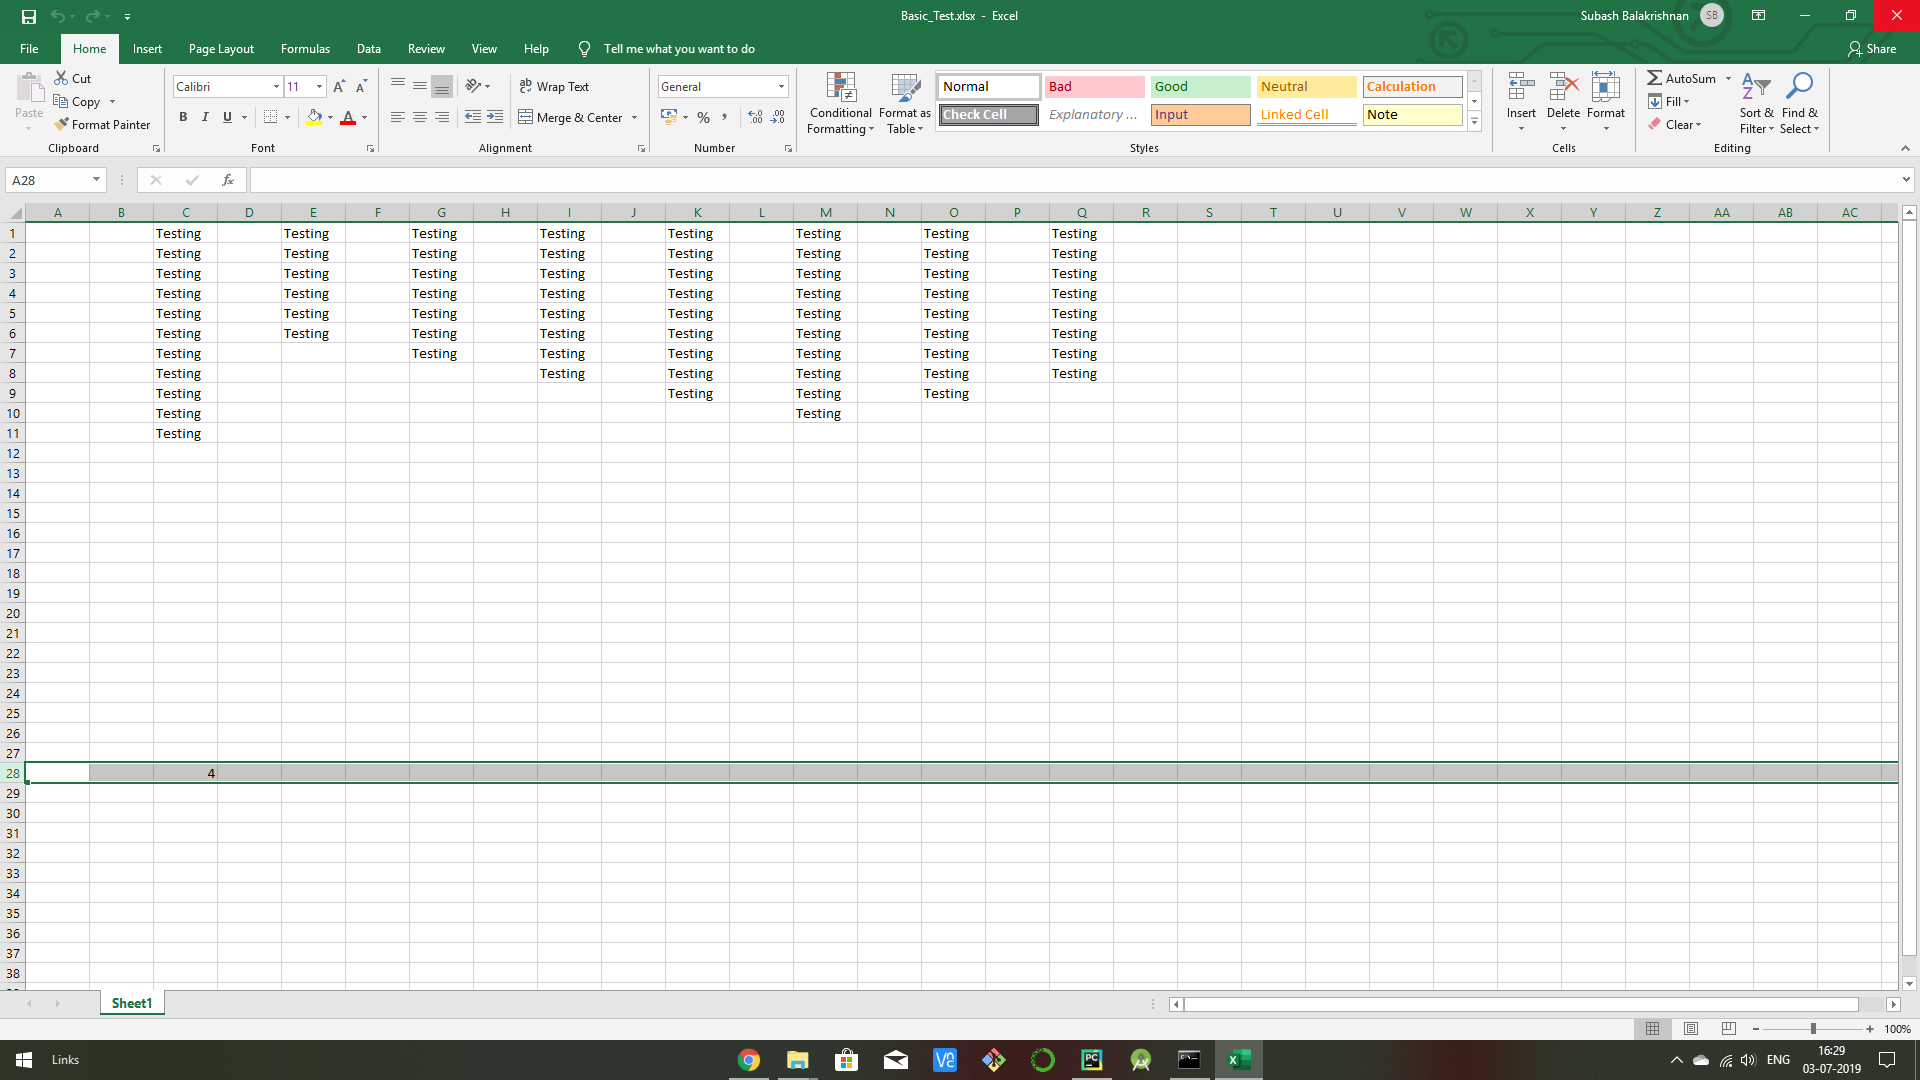 Basic_Test.xlsx - Excel
Subash Balakrishnan SB
File Home Insert Page Layout Formulas Data Review View Help Tell me what you want to do Share
Paste
Cut
Copy
Format Painter
Clipboard
Calibri 11
B I U
Font
Wrap Text
Merge & Center
Alignment
General
Number
Conditional Formatting
Format as Table
Normal Bad Good Neutral Calculation
Check Cell Explanatory ... Input Linked Cell Note
Styles
Insert Delete Format
Cells
AutoSum
Fill
Clear
Sort & Filter
Find & Select
Editing
A28 fx
A B C D E F G H I J K L M N O P Q R S T U V W X Y Z AA AB AC
1 Testing Testing Testing Testing Testing Testing Testing Testing
2 Testing Testing Testing Testing Testing Testing Testing Testing
3 Testing Testing Testing Testing Testing Testing Testing Testing
4 Testing Testing Testing Testing Testing Testing Testing Testing
5 Testing Testing Testing Testing Testing Testing Testing Testing
6 Testing Testing Testing Testing Testing Testing Testing Testing
7 Testing Testing Testing Testing Testing Testing Testing
8 Testing Testing Testing Testing Testing Testing
9 Testing Testing Testing Testing
10 Testing Testing
11 Testing
12
13
14
15
16
17
18
19
20
21
22
23
24
25
26
27
28 4
29
30
31
32
33
34
35
36
37
38
Sheet1
100%
Links
ENG
16:29
03-07-2019